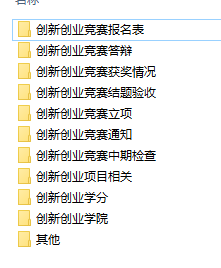 名称
创新创业竞赛报名表
创新创业竞赛答辩
创新创业竞赛获奖情况
创新创业竞赛结题验收
创新创业竞赛立项
创新创业竞赛通知
创新创业竞赛中期检查
创新创业项目相关
创新创业学分
创新创业学院
其他